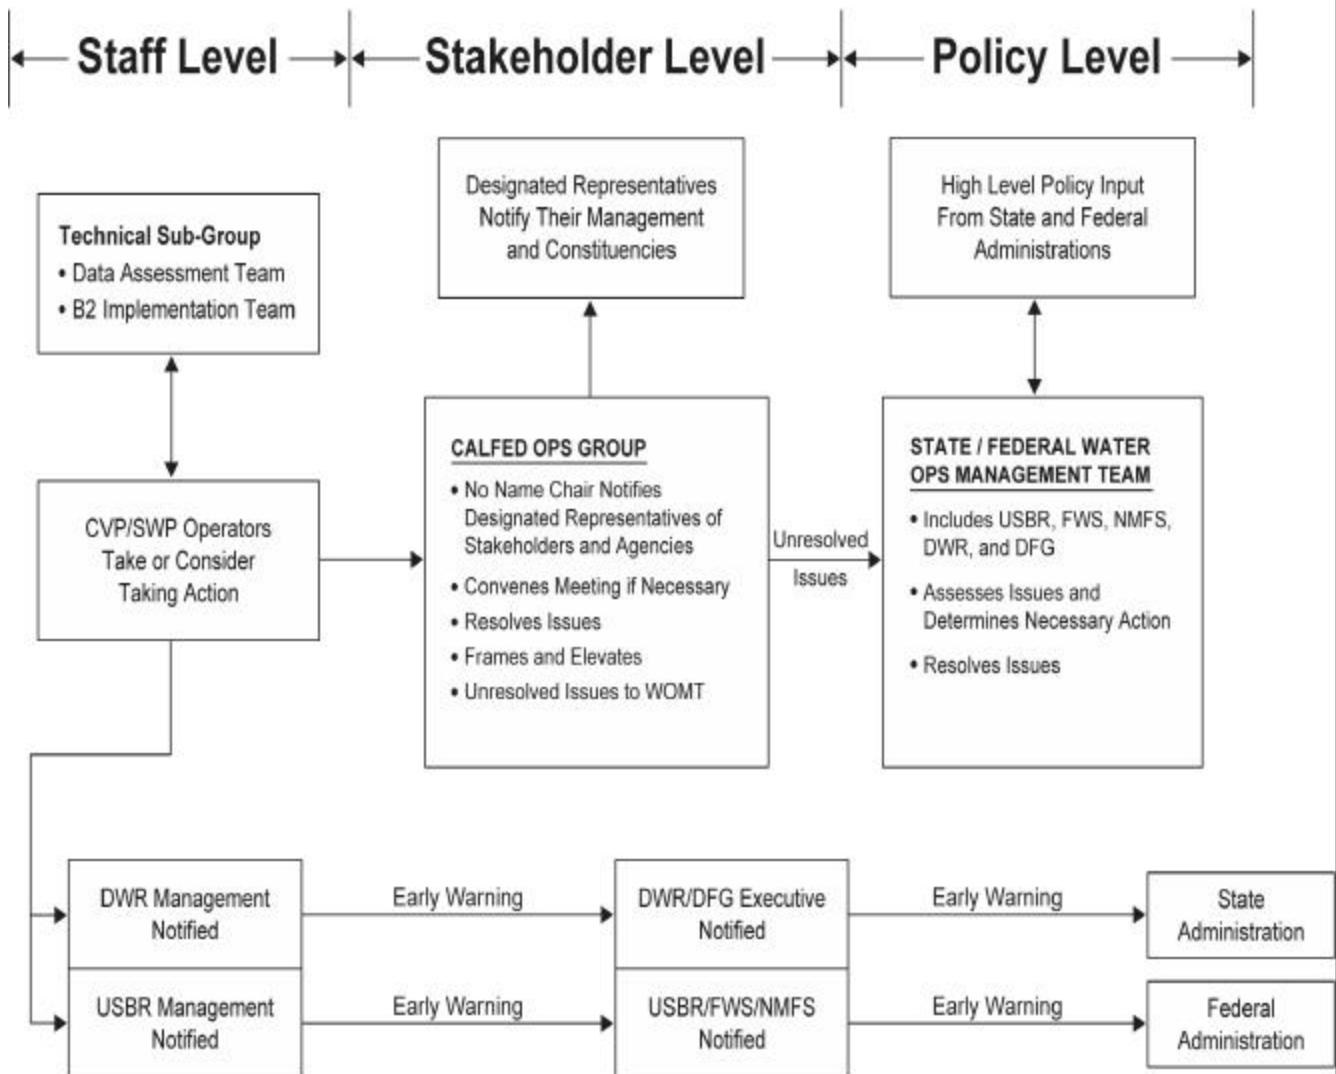 Staff Level
Stakeholder Level
Policy Level
Technical Sub-Group
• Data Assessment Team
• B2 Implementation Team
Designated Representatives
Notify Their Management
and Constituencies
High Level Policy Input
From State and Federal
Administrations
CVP/SWP Operators
Take or Consider
Taking Action
CALFED OPS GROUP
• No Name Chair Notifies
Designated Representatives of
Stakeholders and Agencies
• Convenes Meeting if Necessary
• Resolves Issues
• Frames and Elevates
• Unresolved Issues to WOMT
Unresolved
Issues
STATE / FEDERAL WATER
OPS MANAGEMENT TEAM
• Includes USBR, FWS, NMFS,
DWR, and DFG
• Assesses Issues and
Determines Necessary Action
• Resolves Issues
DWR Management
Notified
Early Warning
DWR/DFG Executive
Notified
Early Warning
State
Administration
USBR Management
Notified
Early Warning
USBR/FWS/NMFS
Notified
Early Warning
Federal
Administration